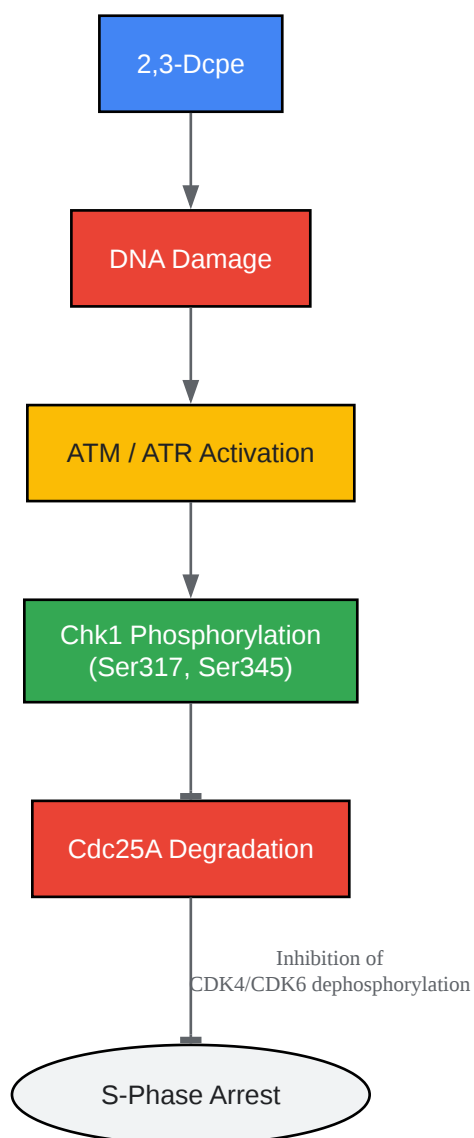 2,3-Dcpe
DNA Damage
ATM / ATR Activation
Chk1 Phosphorylation
(Ser317, Ser345)
Cdc25A Degradation
Inhibition of
CDK4/CDK6 dephosphorylation
S-Phase Arrest